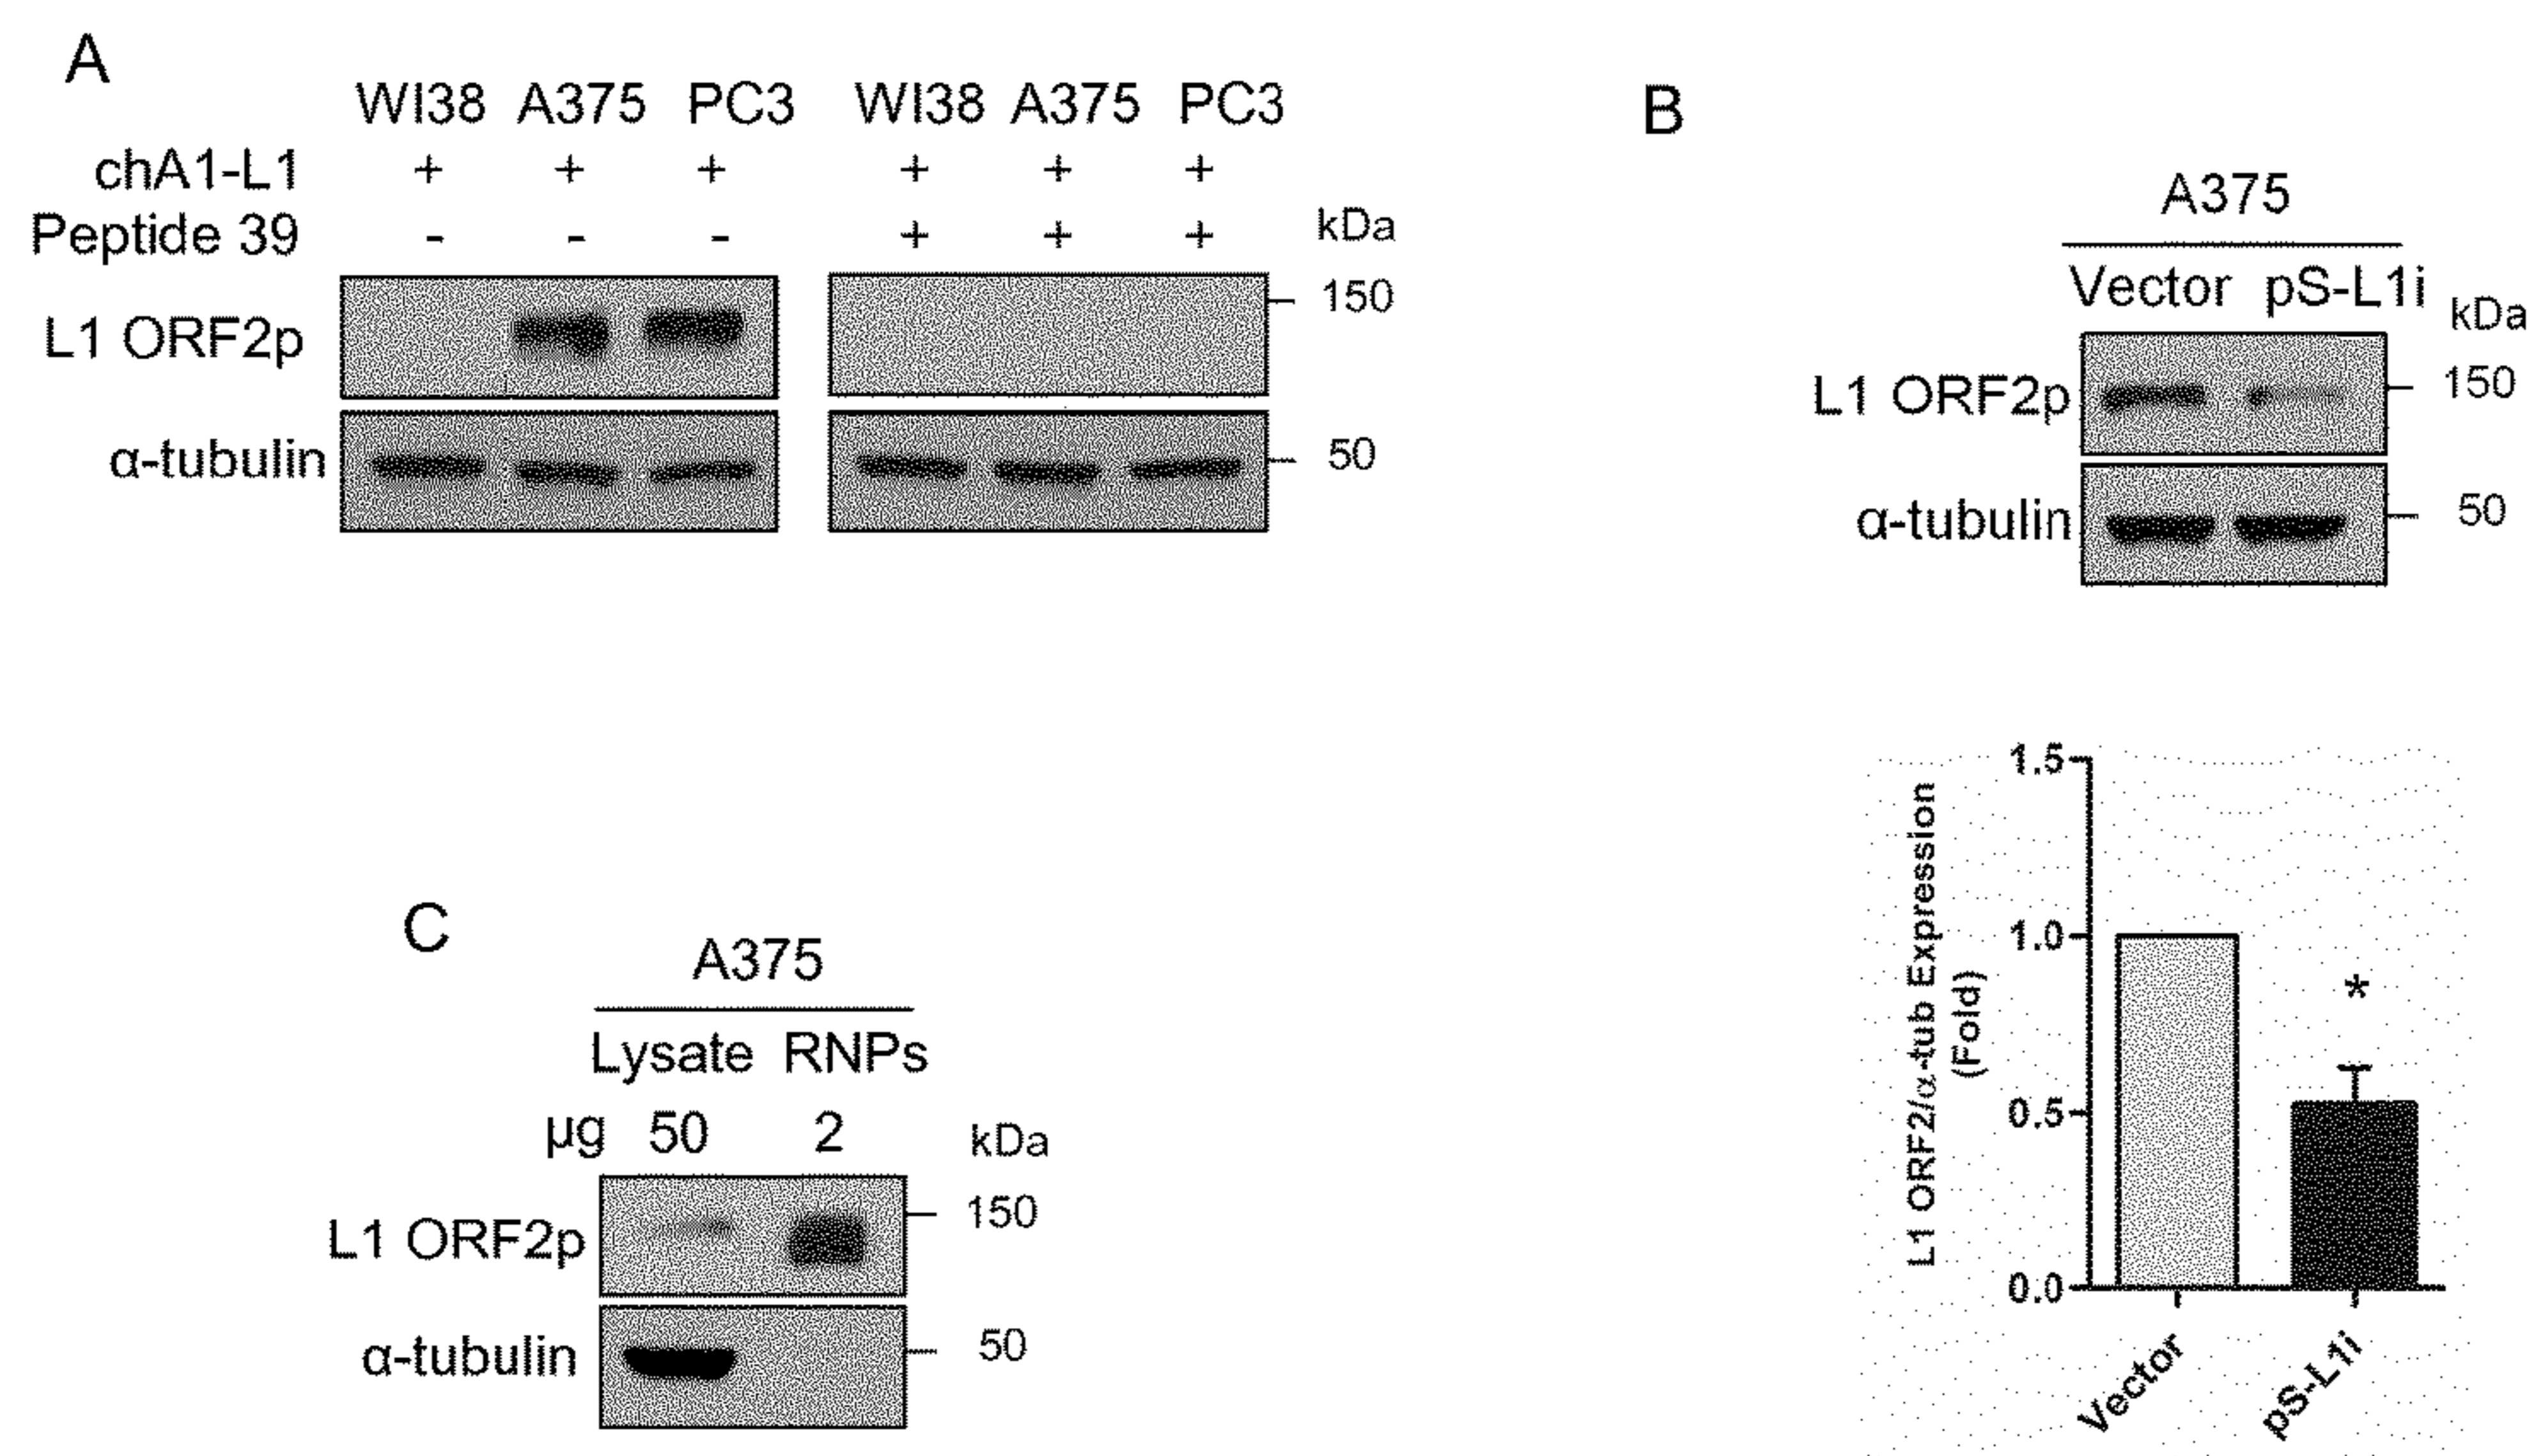 A
WI38 A375 PC3 WI38 A375 PC3
chA1-L1 + + + + + +
Peptide 39 - - - + + + kDa
L1 ORF2p 150
α-tubulin 50
B
A375
Vector pS-L1i kDa
L1 ORF2p 150
α-tubulin 50
L1 ORF2/α-tub Expression
(Fold)
1.5
1.0
0.5
0.0
*
Vector pS-L1i
C
A375
Lysate RNPs
µg 50 2 kDa
L1 ORF2p 150
α-tubulin 50